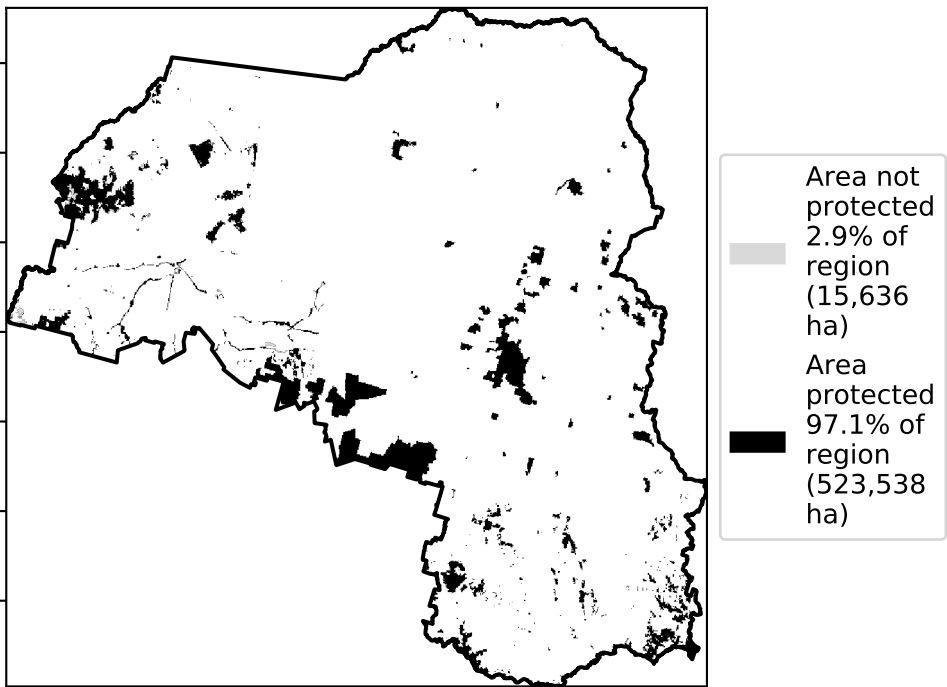 Area not
protected
2.9% of
region
(15,636
ha)
Area
protected
97.1% of
region
(523,538
ha)